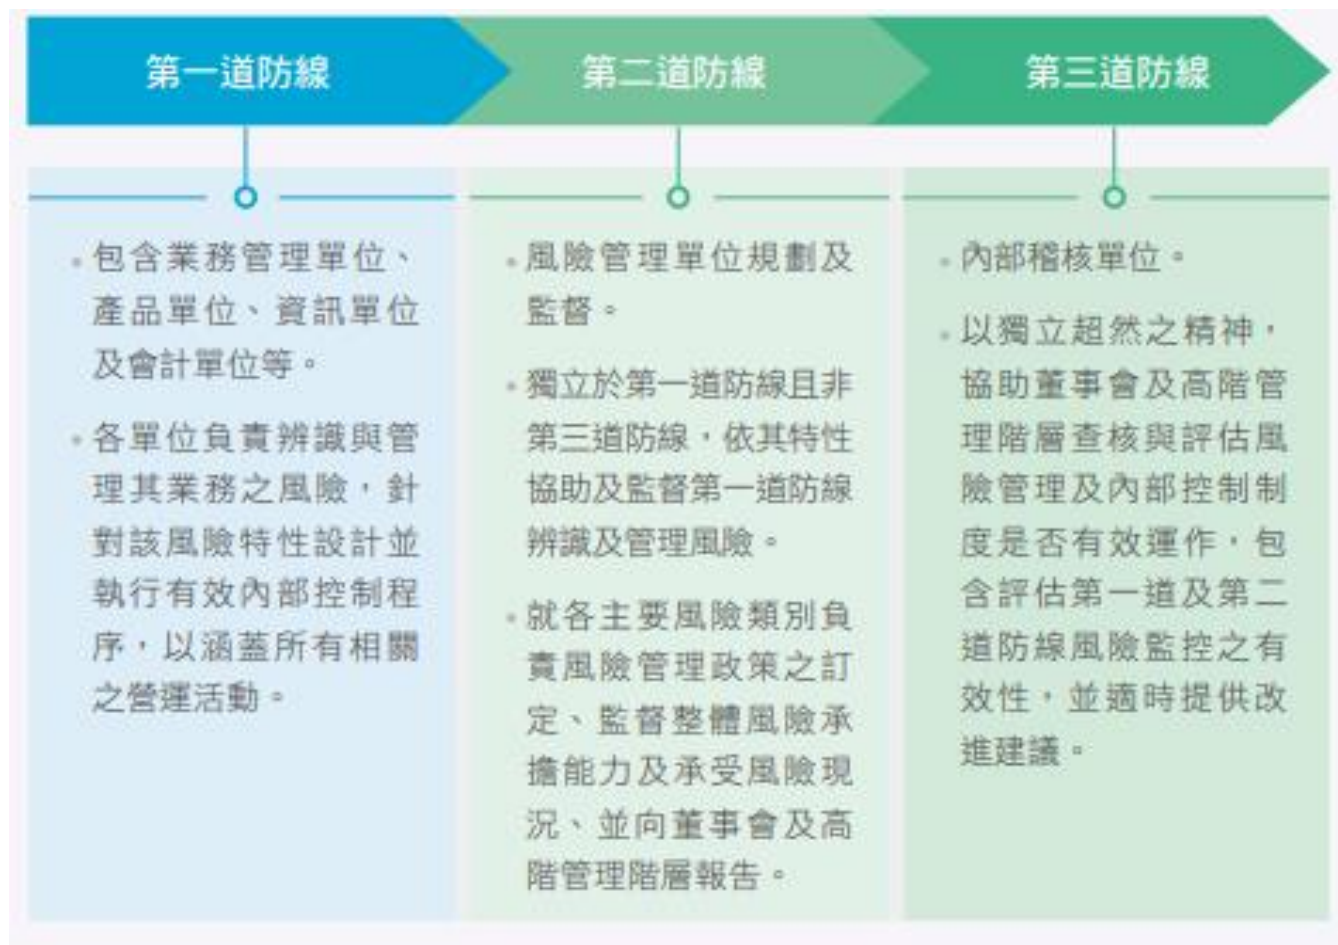 第一道防線
第二道防線
第三道防線
• 包含業務管理單位、
產品單位、資訊單位
及會計單位等。
• 各單位負責辨識與管
理其業務之風險，針
對該風險特性設計並
執行有效內部控制程
序，以涵蓋所有相關
之營運活動。
• 風險管理單位規劃及
監督。
• 獨立於第一道防線且非
第三道防線，依其特性
協助及監督第一道防線
辨識及管理風險。
• 就各主要風險類別負
責風險管理政策之訂
定、監督整體風險承
擔能力及承受風險現
況、並向董事會及高
階管理階層報告。
• 內部稽核單位。
• 以獨立超然之精神，
協助董事會及高階管
理階層查核與評估風
險管理及內部控制制
度是否有效運作，包
含評估第一道及第二
道防線風險監控之有
效性，並適時提供改
進建議。